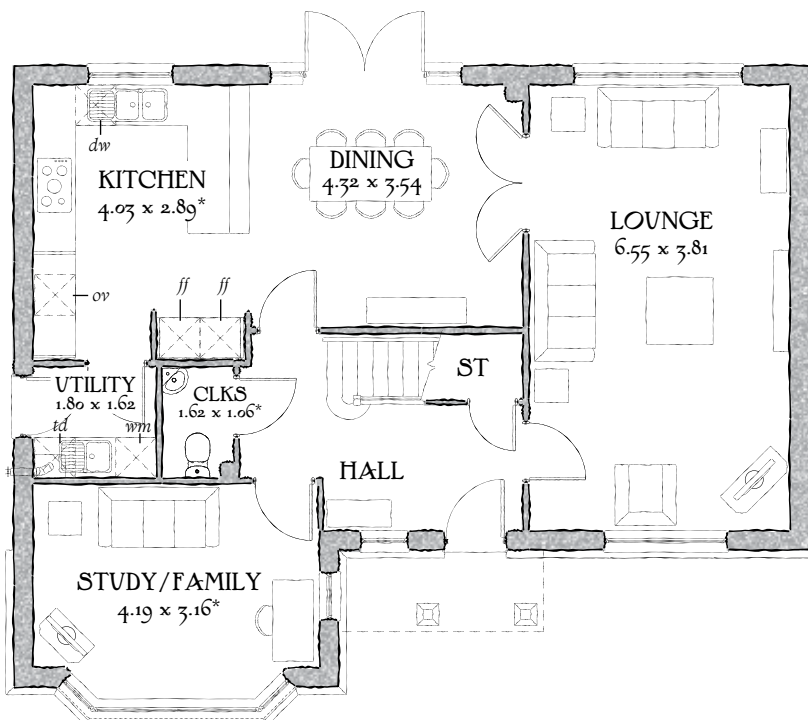 dw
KITCHEN
4.03 x 2.89*
DINING
4.32 x 3.54
LOUNGE
6.55 x 3.81
ov
ff ff
UTILITY
1.80 x 1.62
td wm
CLKS
1.62 x 1.06*
ST
HALL
STUDY/FAMILY
4.19 x 3.16*